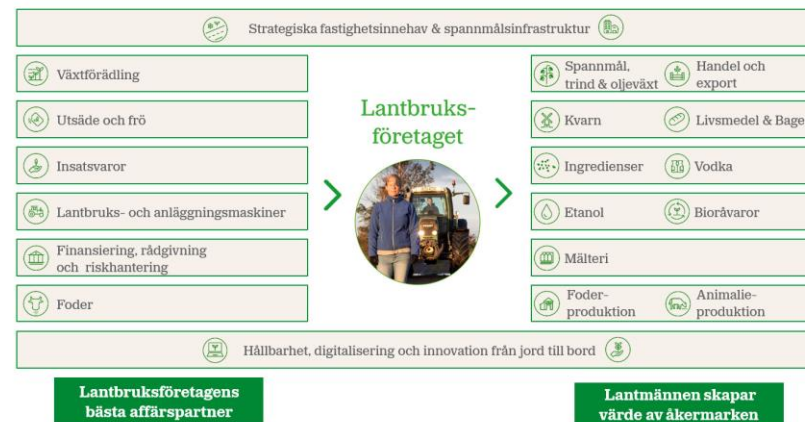 Strategiska fastighetsinnehav & spannmålsinfrastruktur
Växtförädling
Utsäde och frö
Insatsvaror
Lantbruks- och anläggningsmaskiner
Finansiering, rådgivning
och riskhantering
Foder
Lantbruks-
företaget
Spannmål,
trind & oljeväxt
Handel och
export
Kvarn
Livsmedel & Bage
Ingredienser
Vodka
Etanol
Bioråvaror
Mälteri
Foder-
produktion
Animalie-
produktion
Hållbarhet, digitalisering och innovation från jord till bord
Lantbruksföretagens
bästa affärspartner
Lantmännen skapar
värde av åkermarken